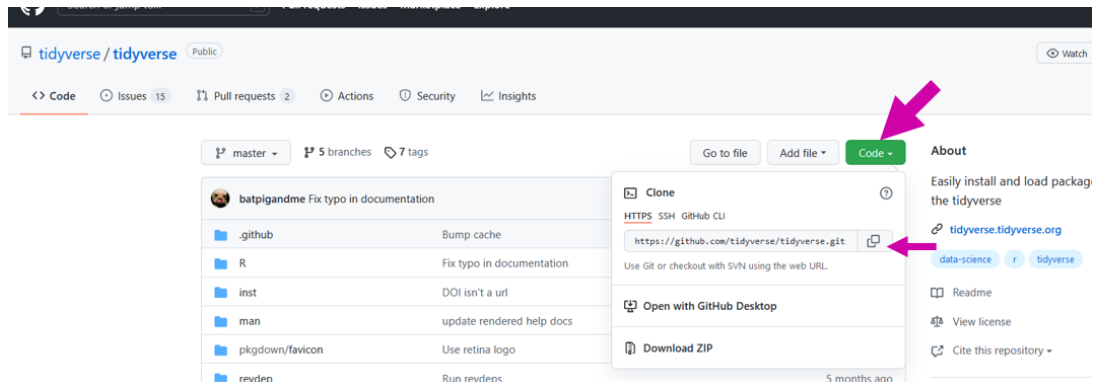 tidyverse / tidyverse Public
Watch
Code Issues 15 Pull requests 2 Actions Security Insights
master 5 branches 7 tags Go to file Add file Code
About
Easily install and load packag
the tidyverse
tidyverse.tidyverse.org
data-science r tidyverse
Readme
View license
Cite this repository
batpigandme Fix typo in documentation
.github Bump cache
R Fix typo in documentation
inst DOI isn't a url
man update rendered help docs
pkgdown/favicon Use retina logo
revdep Run revdeps 5 months ago
Clone
HTTPS SSH GitHub CLI
https://github.com/tidyverse/tidyverse.git
Use Git or checkout with SVN using the web URL.
Open with GitHub Desktop
Download ZIP